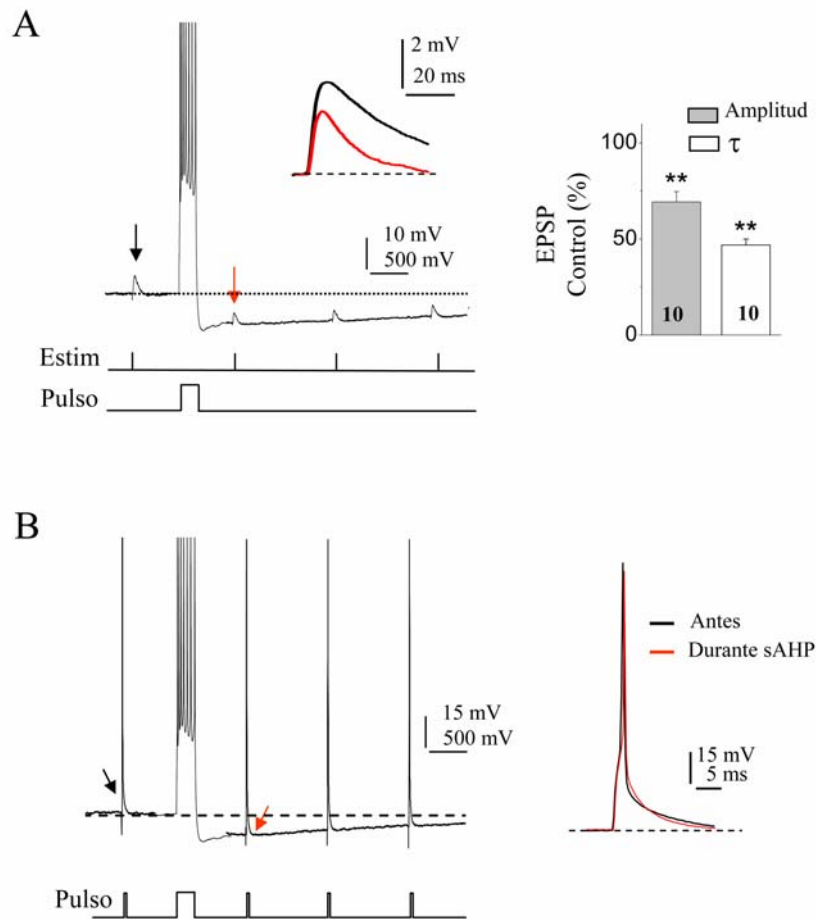 A
2 mV
20 ms
Amplitud
τ
100
50
0
EPSP
Control (%)
**
**
10
10
10 mV
500 mV
Estim
Pulso
B
15 mV
500 mV
Antes
Durante sAHP
15 mV
5 ms
Pulso